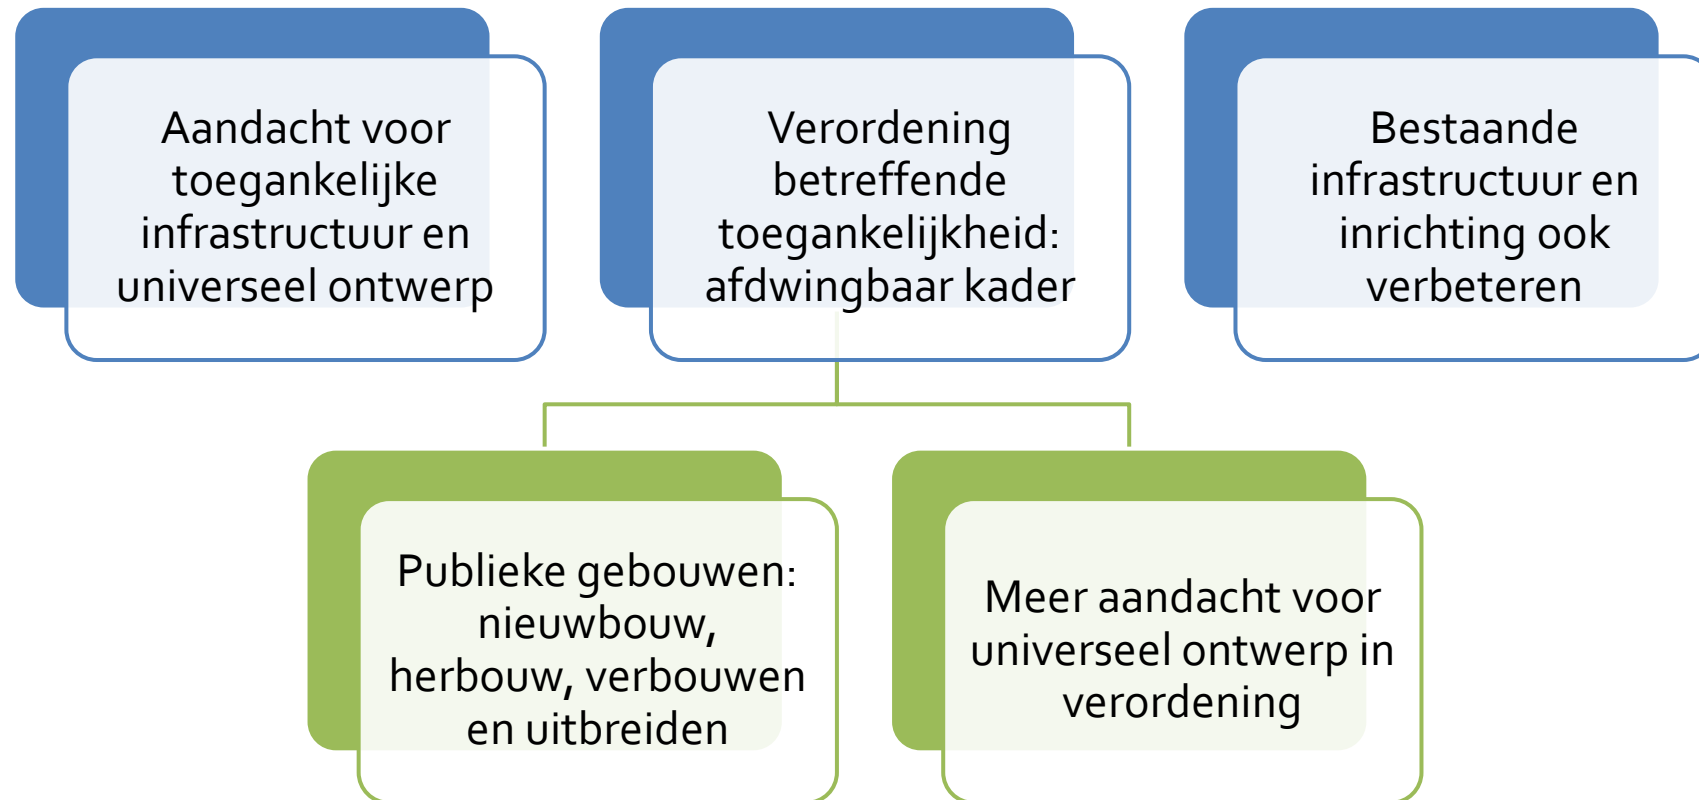 Aandacht voor
toegankelijke
infrastructuur en
universeel ontwerp
Verordening
betreffende
toegankelijkheid:
afdwingbaar kader
Bestaande
infrastructuur en
inrichting ook
verbeteren
Publieke gebouwen:
nieuwbouw,
herbouw, verbouwen
en uitbreiden
Meer aandacht voor
universeel ontwerp in
verordening